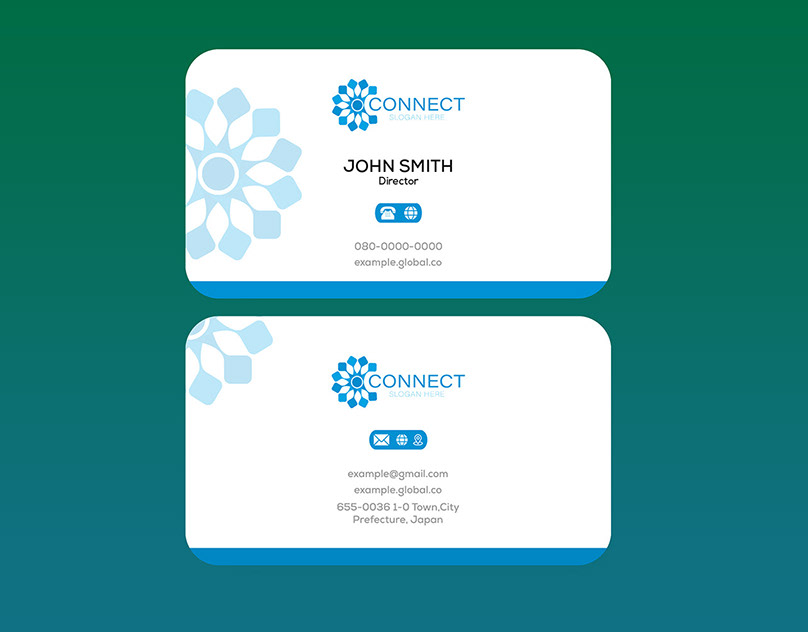 CONNECT
SLOGAN HERE
JOHN SMITH
Director
080-0000-0000
example.global.co
CONNECT
SLOGAN HERE
example@gmail.com
example.global.co
655-0036 1-0 Town,City
Prefecture, Japan